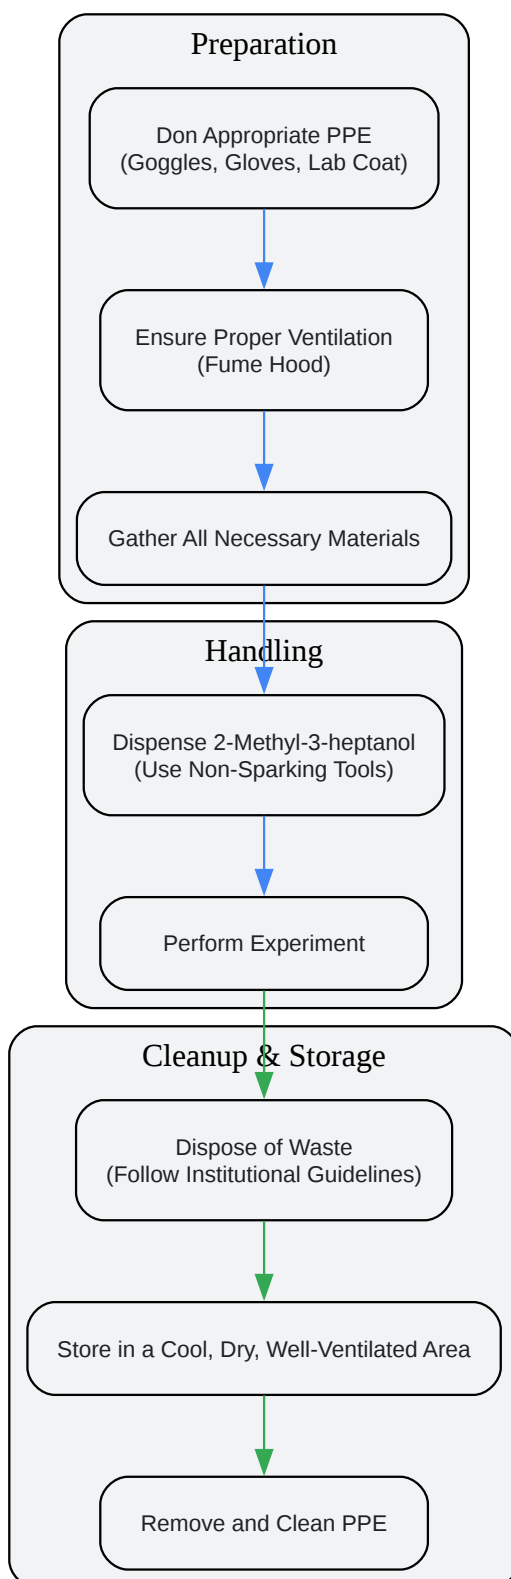 Preparation
Don Appropriate PPE
(Goggles, Gloves, Lab Coat)
Ensure Proper Ventilation
(Fume Hood)
Gather All Necessary Materials
Handling
Dispense 2-Methyl-3-heptanol
(Use Non-Sparking Tools)
Perform Experiment
Cleanup & Storage
Dispose of Waste
(Follow Institutional Guidelines)
Store in a Cool, Dry, Well-Ventilated Area
Remove and Clean PPE